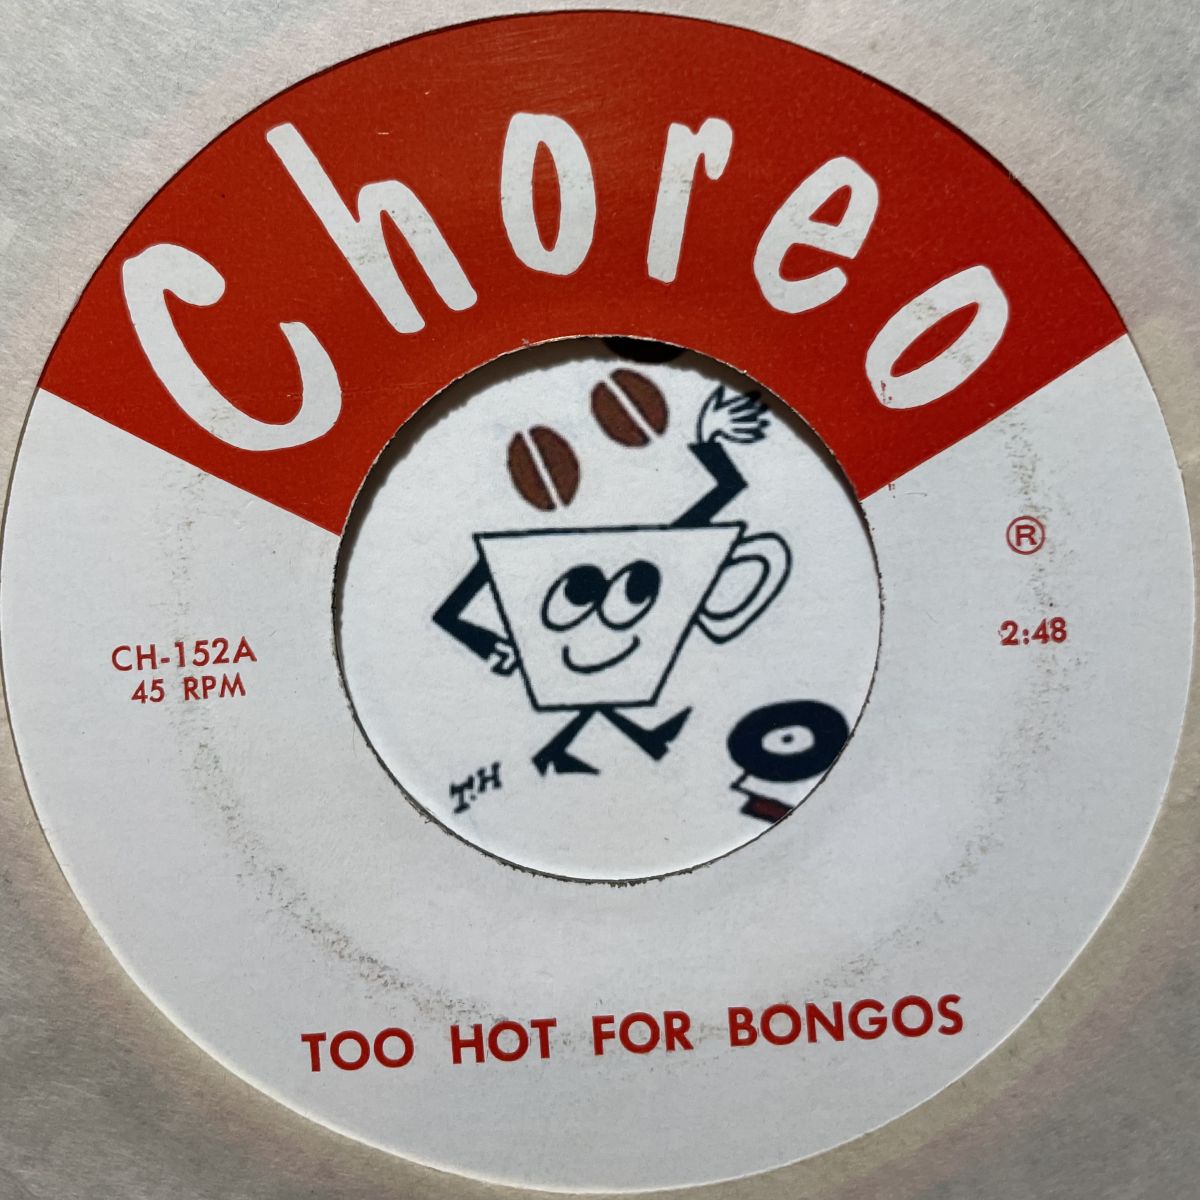 Choreo
®
CH-152A
45 RPM
2:48
T.H
TOO HOT FOR BONGOS